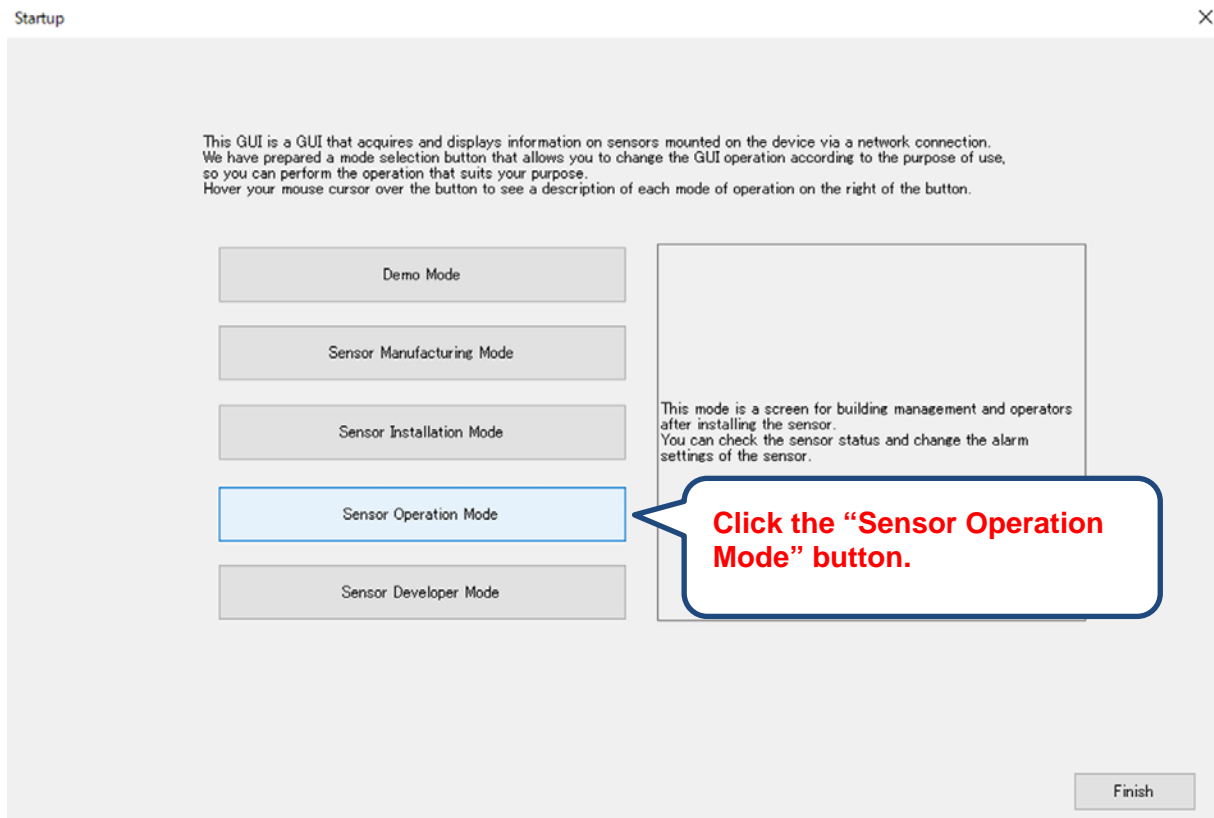 Startup
This GUI is a GUI that acquires and displays information on sensors mounted on the device via a network connection.
We have prepared a mode selection button that allows you to change the GUI operation according to the purpose of use,
so you can perform the operation that suits your purpose.
Hover your mouse cursor over the button to see a description of each mode of operation on the right of the button.
Demo Mode
Sensor Manufacturing Mode
Sensor Installation Mode
Sensor Operation Mode
Sensor Developer Mode
This mode is a screen for building management and operators
after installing the sensor.
You can check the sensor status and change the alarm
settings of the sensor.
Click the “Sensor Operation
Mode” button.
Finish